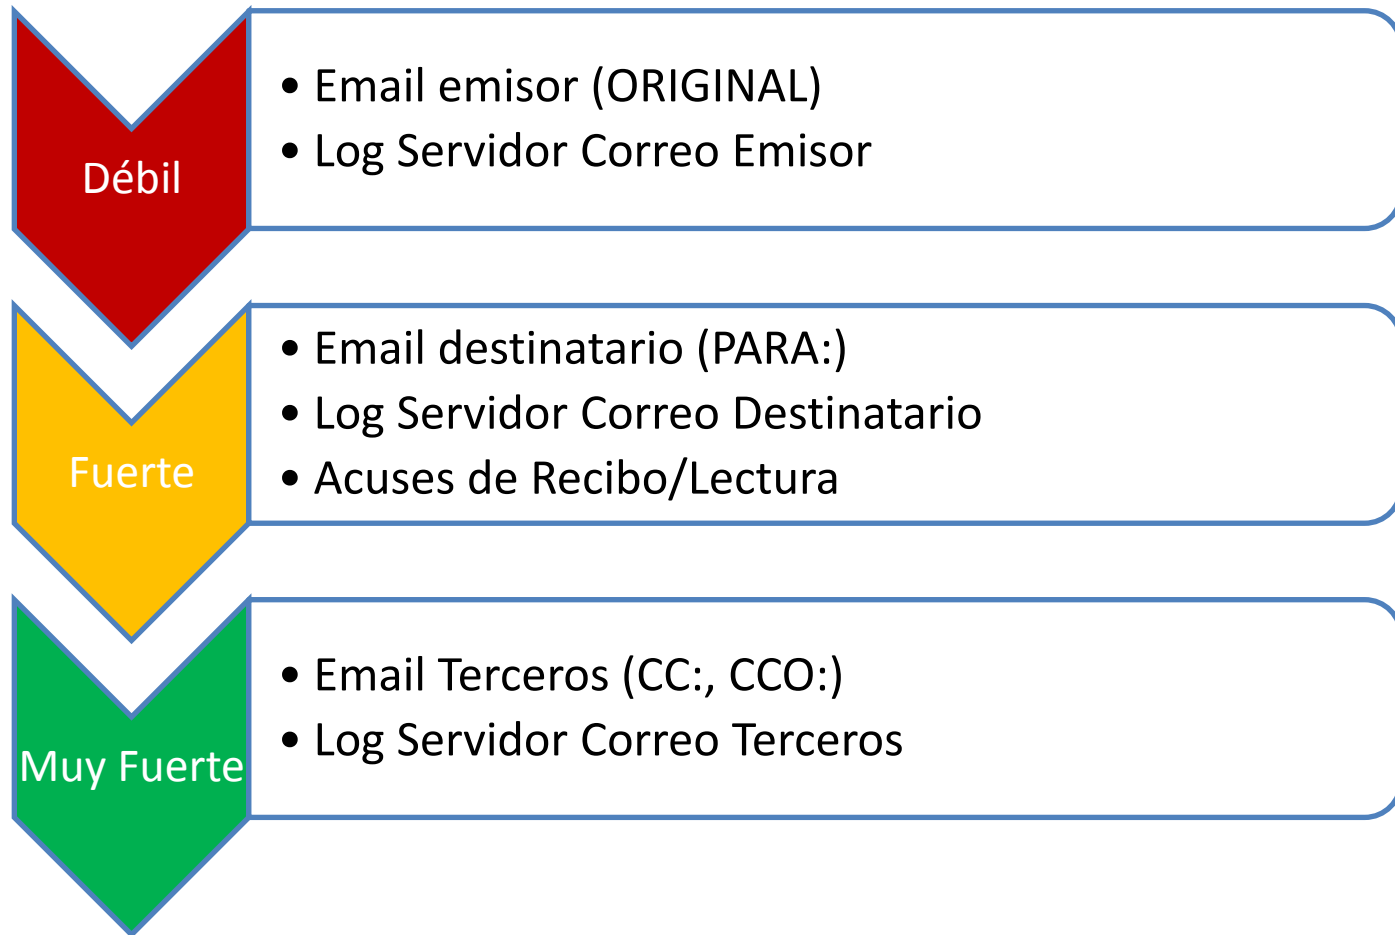 Débil
• Email emisor (ORIGINAL)
• Log Servidor Correo Emisor
Fuerte
• Email destinatario (PARA:)
• Log Servidor Correo Destinatario
• Acuses de Recibo/Lectura
Muy Fuerte
• Email Terceros (CC:, CCO:)
• Log Servidor Correo Terceros